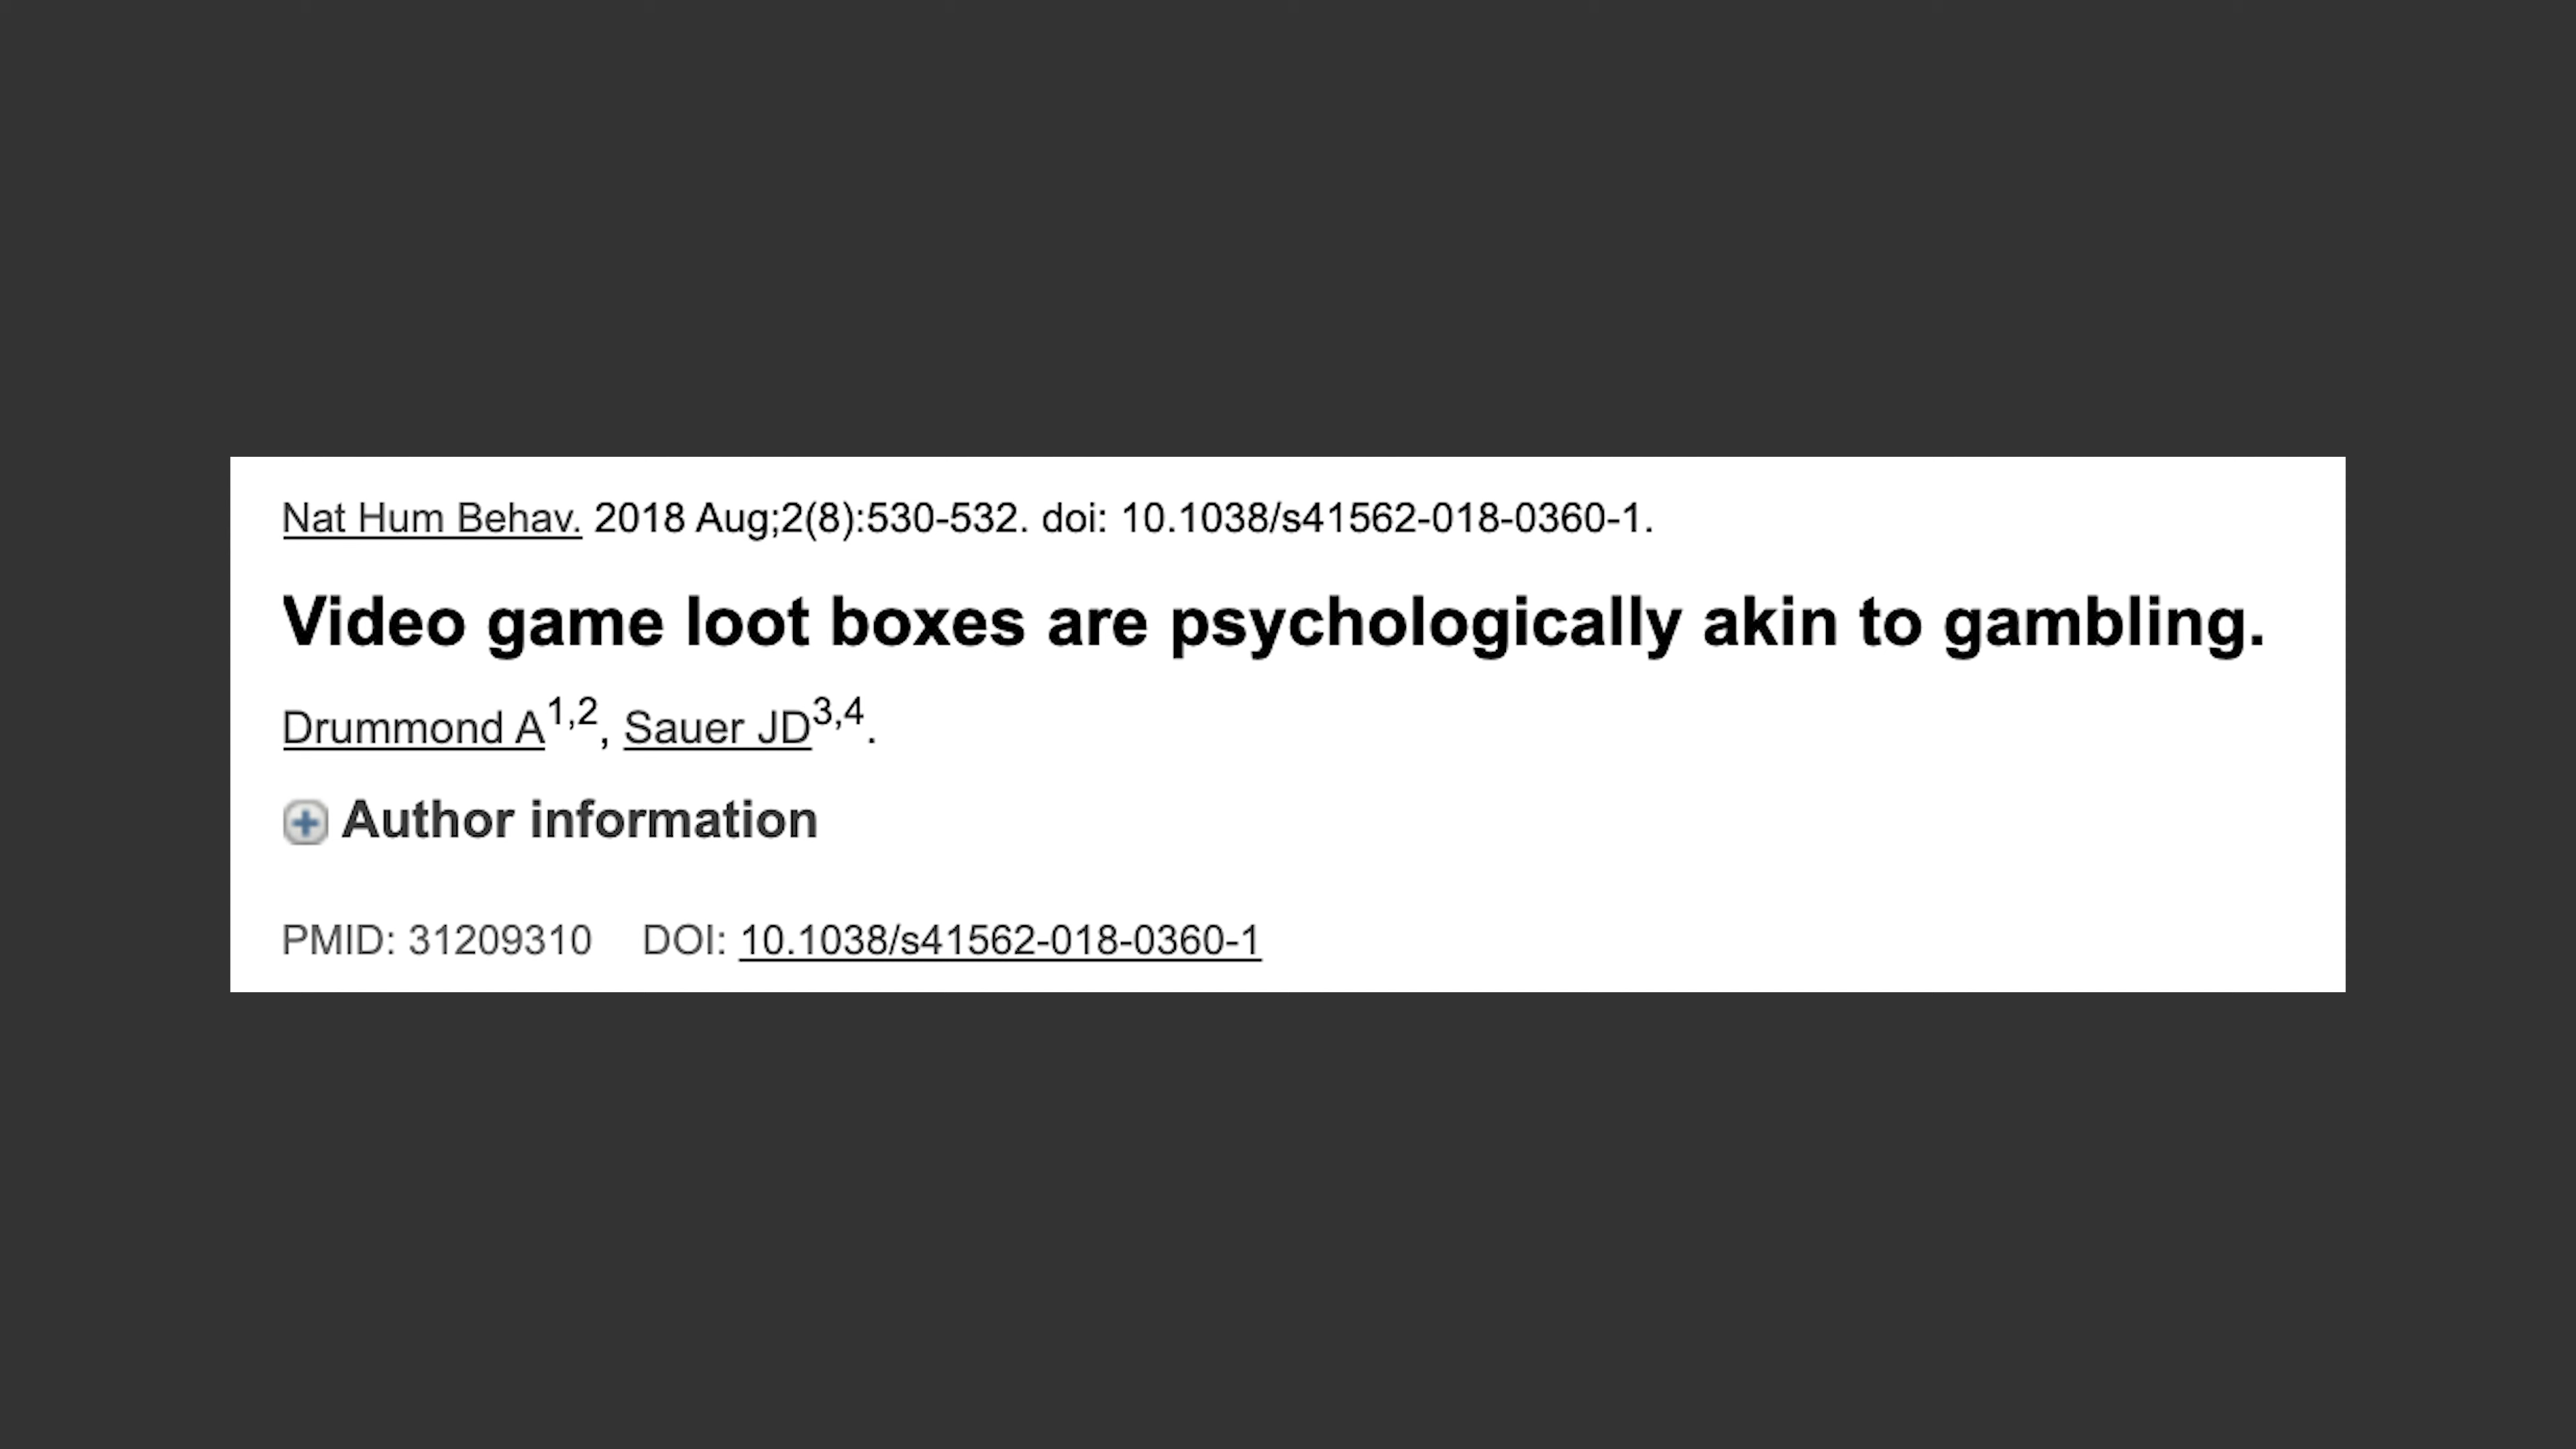 Nat Hum Behav. 2018 Aug;2(8):530-532. doi: 10.1038/s41562-018-0360-1.
Video game loot boxes are psychologically akin to gambling.
Drummond A1,2, Sauer JD3,4.
Author information
PMID: 31209310 DOI: 10.1038/s41562-018-0360-1